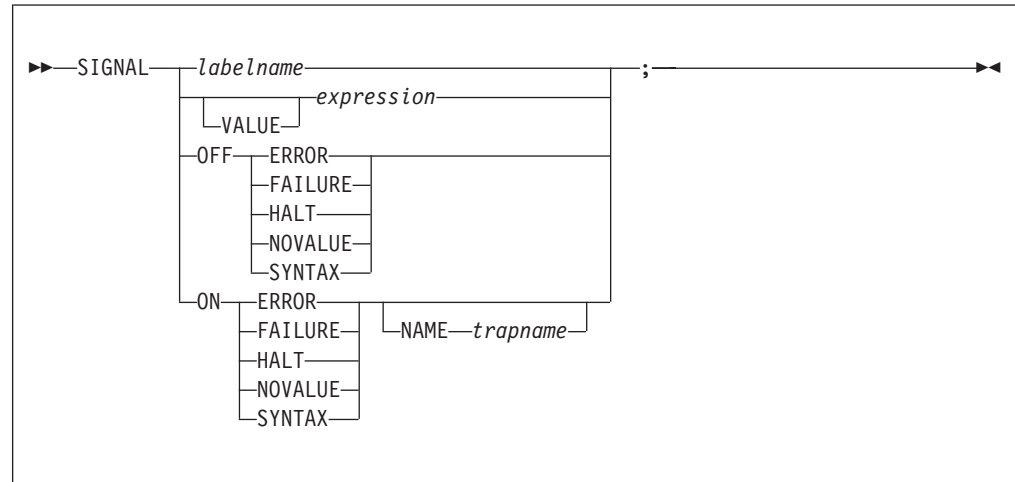 SIGNAL labelname ;
expression
VALUE
OFF ERROR
FAILURE
HALT
NOVALUE
SYNTAX
ON ERROR
FAILURE NAME trapname
HALT
NOVALUE
SYNTAX